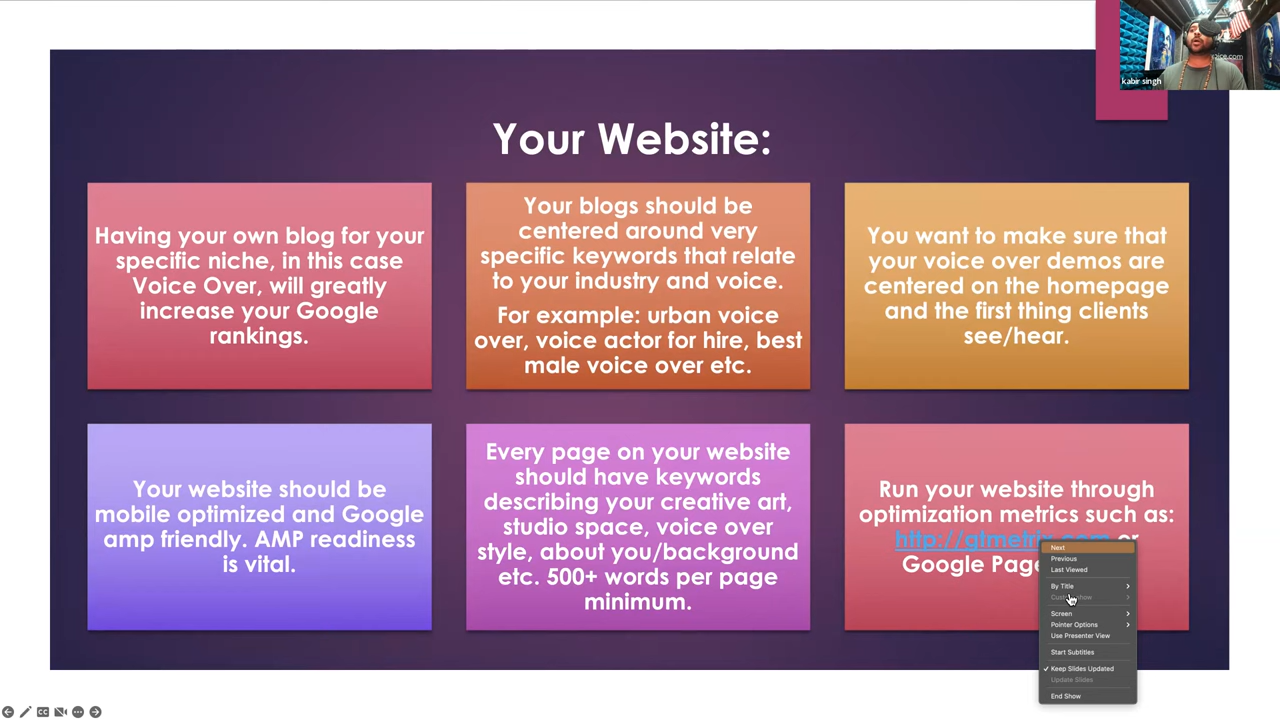 kabir singh
Your Website:
Having your own blog for your
specific niche, in this case
Voice Over, will greatly
increase your Google
rankings.
Your blogs should be
centered around very
specific keywords that relate
to your industry and voice.
For example: urban voice
over, voice actor for hire, best
male voice over etc.
You want to make sure that
your voice over demos are
centered on the homepage
and the first thing clients
see/hear.
Your website should be
mobile optimized and Google
amp friendly. AMP readiness
is vital.
Every page on your website
should have keywords
describing your creative art,
studio space, voice over
style, about you/background
etc. 500+ words per page
minimum.
Run your website through
optimization metrics such as:
http://gtmetrix.com or
Google Page
Next
Previous
Last Viewed
By Title
Custom Show
Screen
Pointer Options
Use Presenter View
Start Subtitles
Keep Slides Updated
Update Slides
End Show